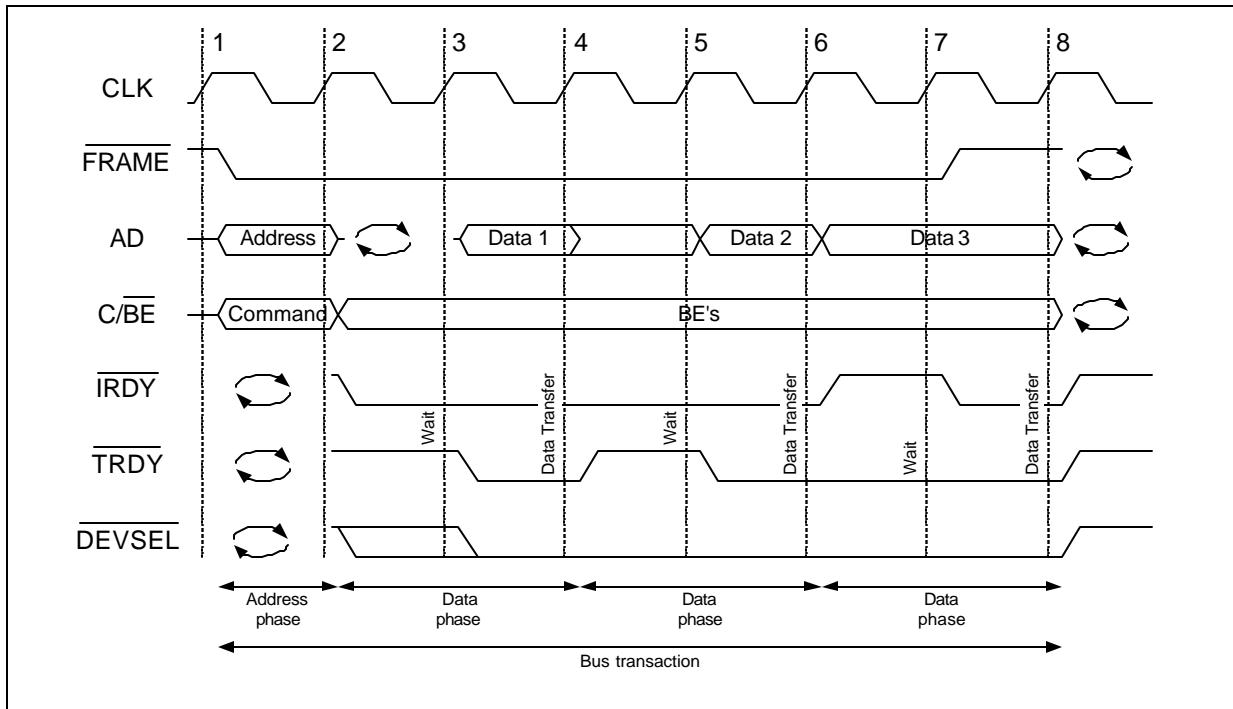 1 2 3 4 5 6 7 8
CLK
FRAME
AD
Address
Data 1
Data 2
Data 3
C/BE
Command
BE's
IRDY
Wait
Data Transfer
Wait
Data Transfer
Wait
Data Transfer
TRDY
DEVSEL
Address
phase
Data
phase
Data
phase
Data
phase
Bus transaction